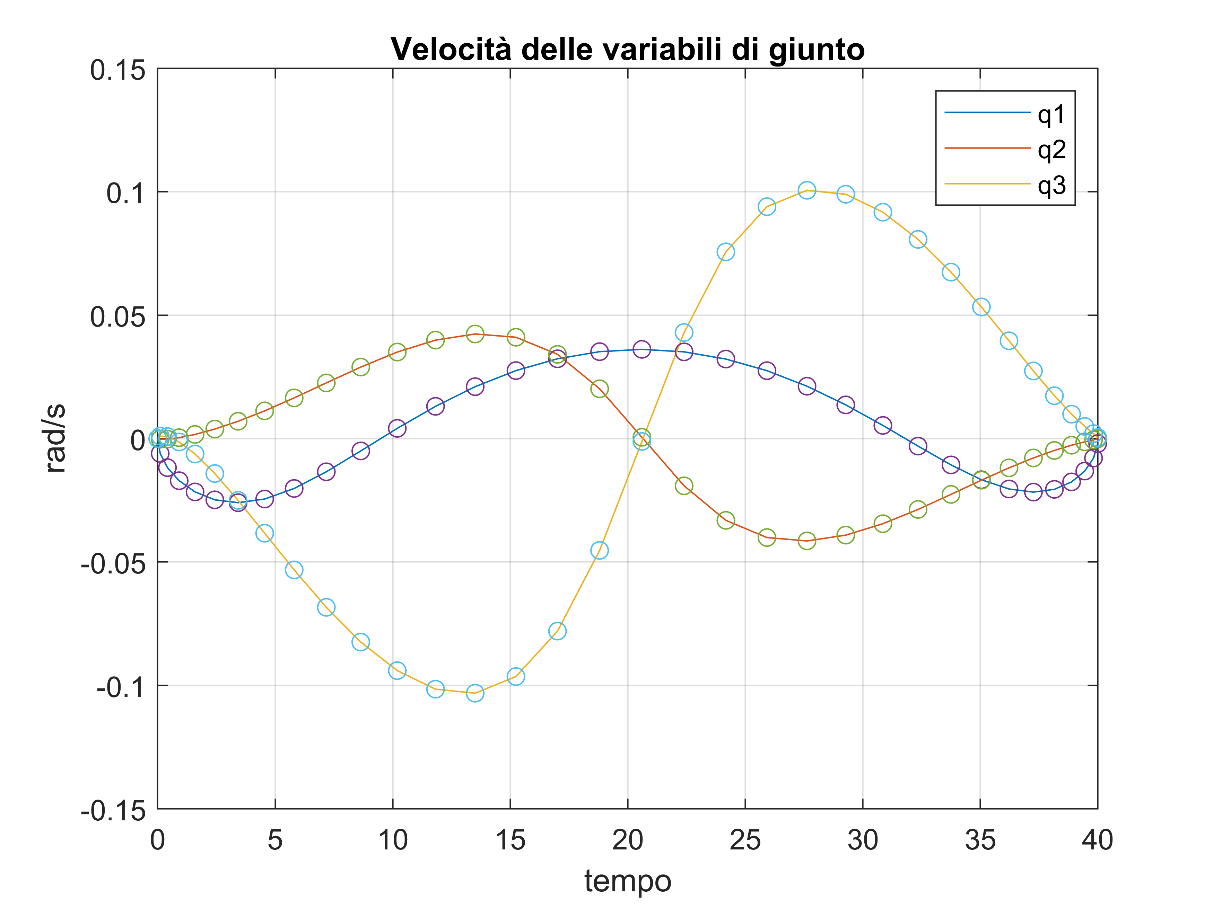 Velocità delle variabili di giunto
0.15
0.1
0.05
0
-0.05
-0.1
-0.15
rad/s
q1
q2
q3
0 5 10 15 20 25 30 35 40
tempo